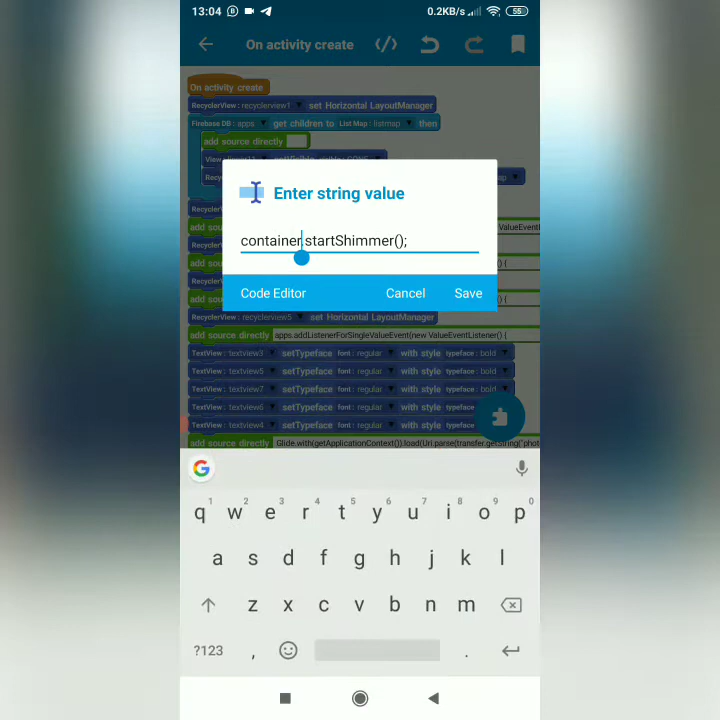 13:04 0.2KB/s 55
On activity create
On activity create
RecyclerView : recyclerview1 set Horizontal LayoutManager
Firebase DB : apps get children to List Map : listmap then
add source directly
Enter string value
container.startShimmer();
Code Editor Cancel Save
ValueEvent
RecyclerView : recyclerview5 set Horizontal LayoutManager
add source directly apps.addListenerForSingleValueEvent(new ValueEventListener() {
TextView : textview3 setTypeface font : regular with style typeface : bold
TextView : textview5 setTypeface font : regular with style typeface : bold
TextView : textview7 setTypeface font : regular with style typeface : bold
TextView : textview6 setTypeface font : regular with style typeface
TextView : textview4 setTypeface font : regular with style typeface
add source directly Glide.with(getApplicationContext()).load(Uri.parse(transfer.getString("phot
G
1 2 3 4 5 6 7 8 9 0
q w e r t y u i o p
a s d f g h j k l
z x c v b n m
?123 , .